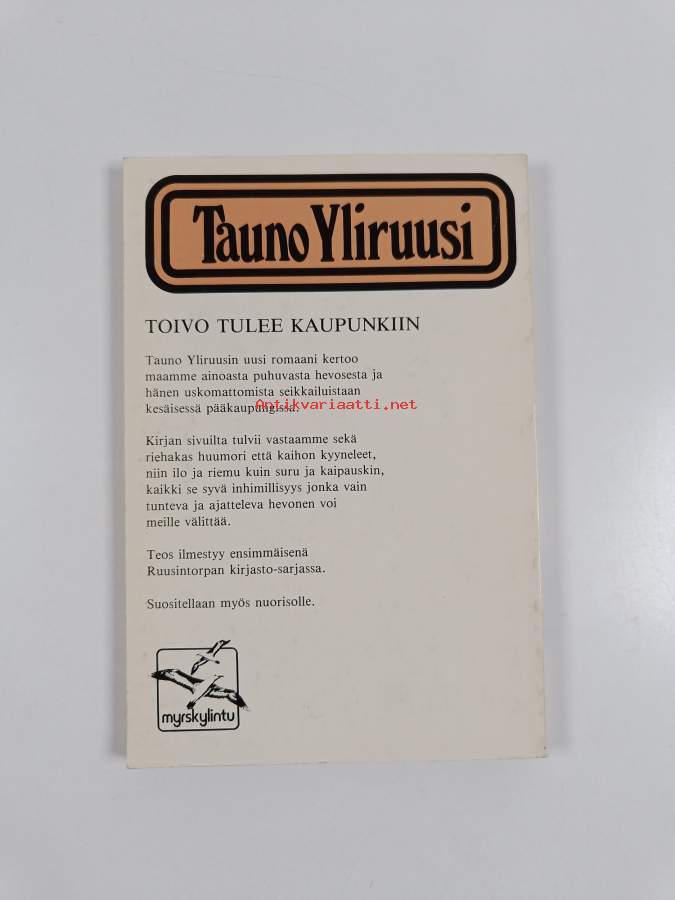 Tauno Yliruusi
TOIVO TULEE KAUPUNKIIN
Tauno Yliruusin uusi romaani kertoo
maamme ainoasta puhuvasta hevosesta ja
hänen uskomattomista seikkailuistaan
kesäisessä pääkaupungissa.
Antikvariaatti.net
Kirjan sivuilta tulvii vastaamme sekä
riehakas huumori että kaihon kyyneleet,
niin ilo ja riemu kuin suru ja kaipauskin,
kaikki se syvä inhimillisyys jonka vain
tunteva ja ajatteleva hevonen voi
meille välittää.
Teos ilmestyy ensimmäisenä
Ruusintorpan kirjasto-sarjassa.
Suositellaan myös nuorisolle.
myrskylintu